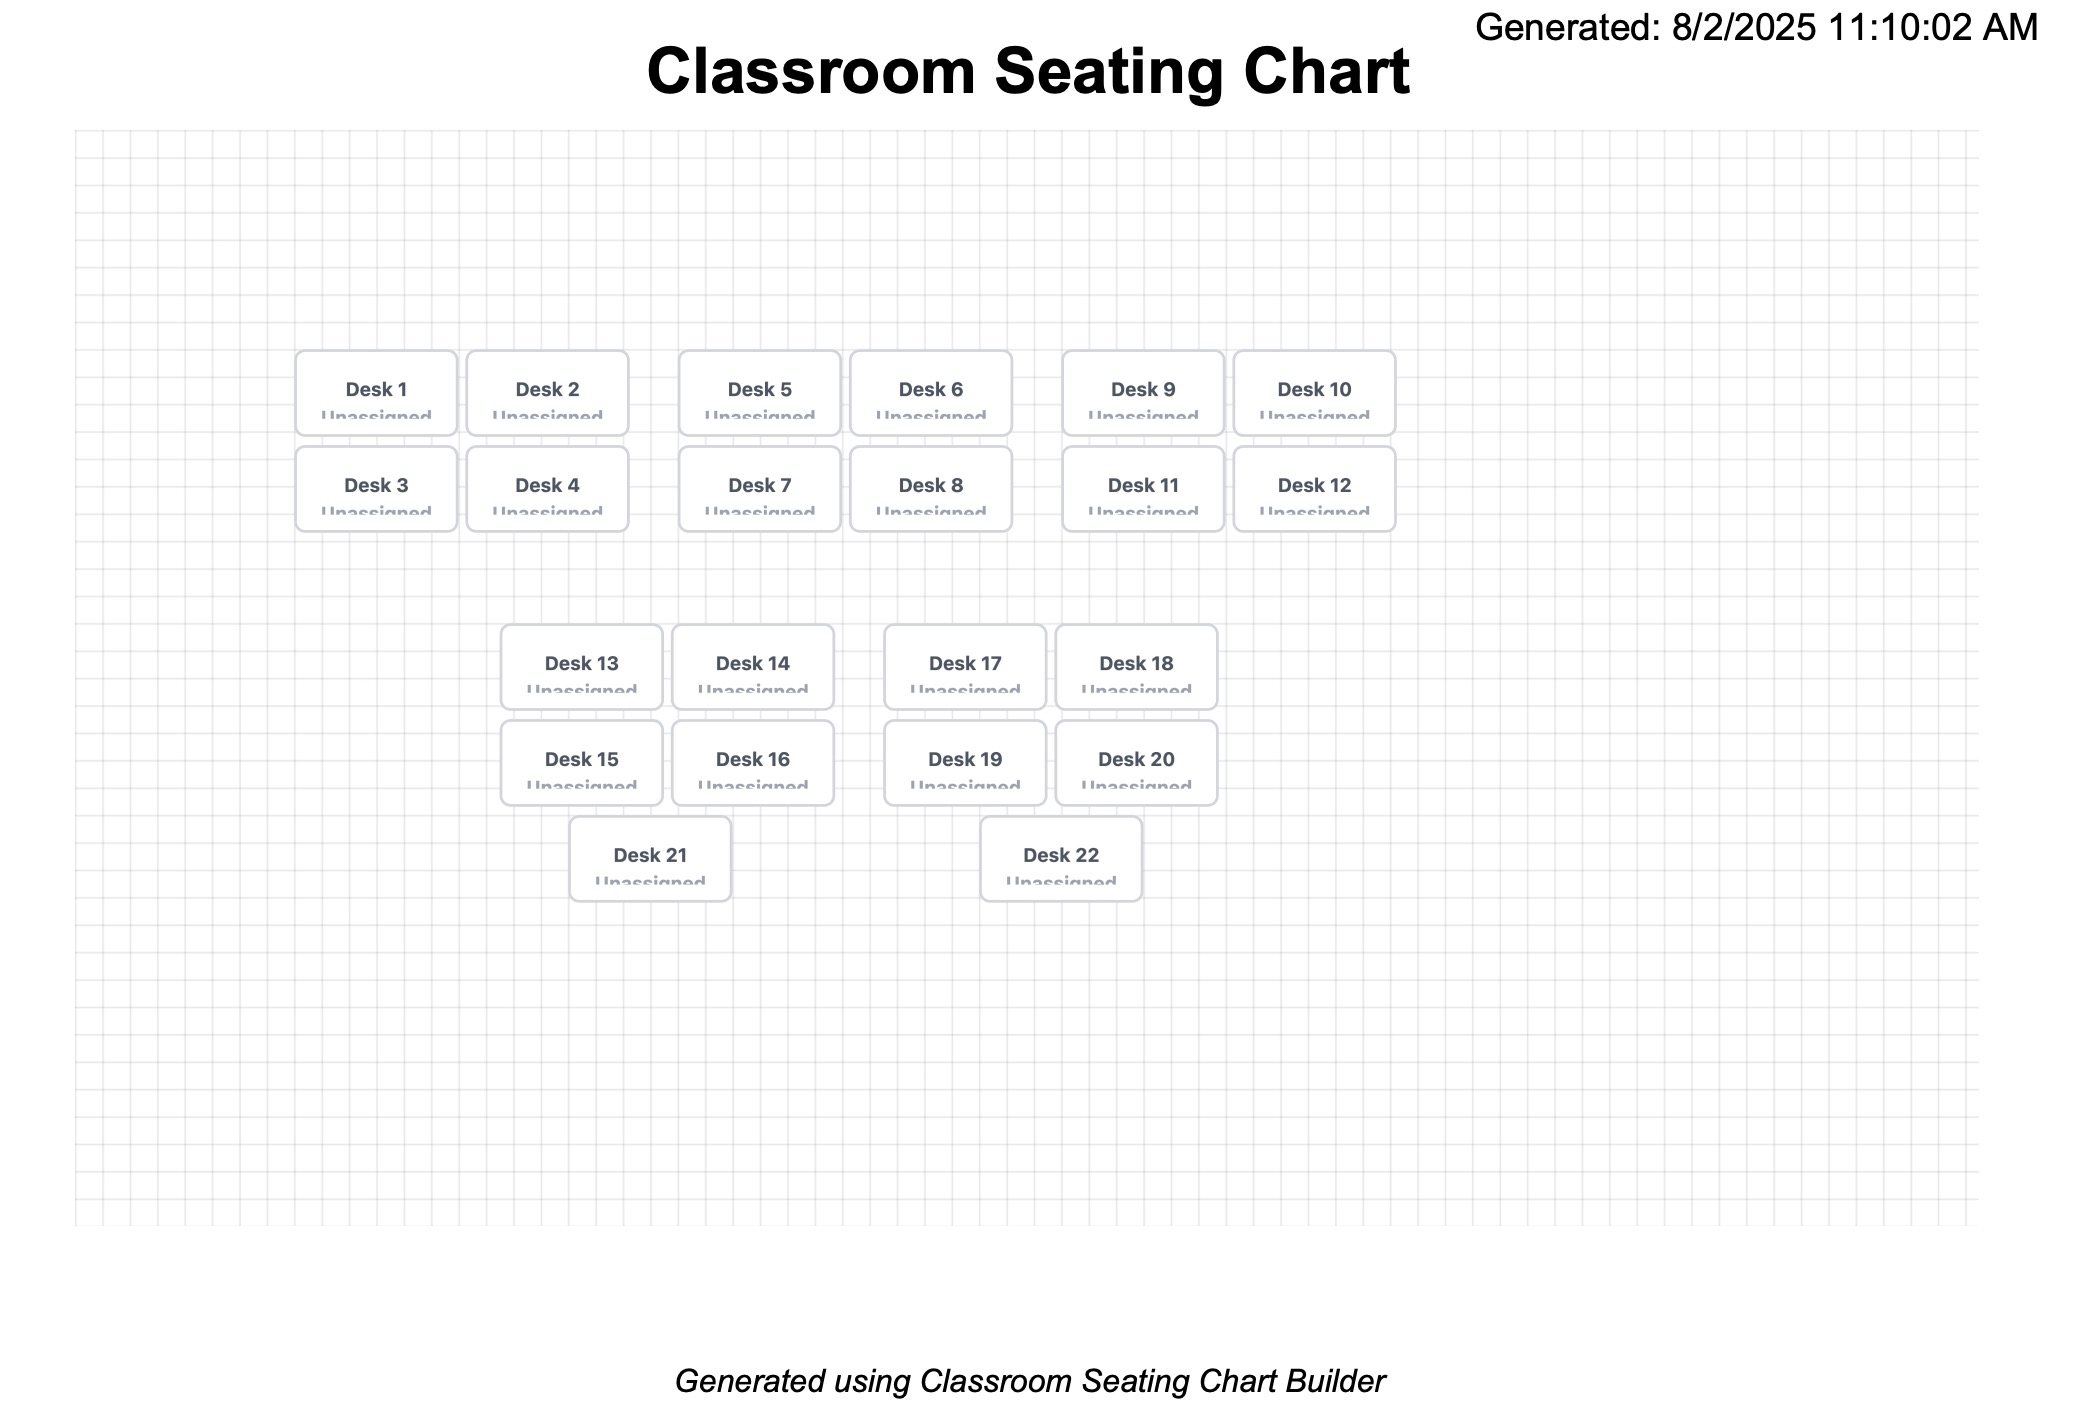 Generated: 8/2/2025 11:10:02 AM
Classroom Seating Chart
Desk 1 Desk 2 Desk 5 Desk 6 Desk 9 Desk 10
Unassigned Unassigned Unassigned Unassigned Unassigned Unassigned
Desk 3 Desk 4 Desk 7 Desk 8 Desk 11 Desk 12
Unassigned Unassigned Unassigned Unassigned Unassigned Unassigned
Desk 13 Desk 14 Desk 17 Desk 18
Unassigned Unassigned Unassigned Unassigned
Desk 15 Desk 16 Desk 19 Desk 20
Unassigned Unassigned Unassigned Unassigned
Desk 21 Desk 22
Unassigned Unassigned
Generated using Classroom Seating Chart Builder